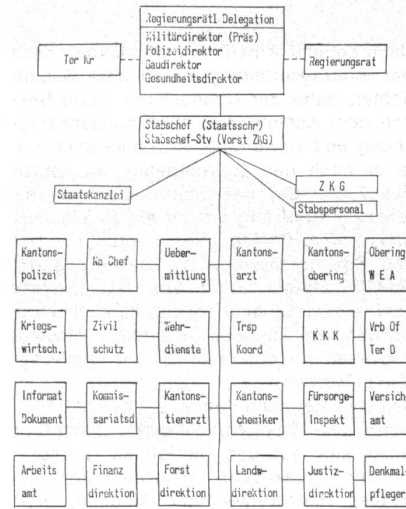 Regierungsrätl Delegation
Militärdirektor (Präs)
Polizeidirektor
Baudirektor
Gesundheitsdirektor
Ter Kr
Regierungsrat
Stabschef (Staatsschr)
Stabschef-Stv (Vorst ZKG)
Staatskanzlei
Z K G
Stabspersonal
Kantons-
polizei
Na Chef
Ueber-
mittlung
Kantons-
arzt
Kantons-
obering
Obering
W E A
Kriegs-
wirtsch.
Zivil
schutz
Wehr-
dienste
Trsp
Koord
K K K
Vrb Of
Ter D
Informat
Dokument
Kommis-
sariatsd
Kantons-
tierarzt
Kantons-
chemiker
Fürsorge-
Inspekt
Versich
amt
Arbeits
amt
Finanz
direktion
Forst
direktion
Landw-
direktion
Justiz-
direktion
Denkmal-
pfleger